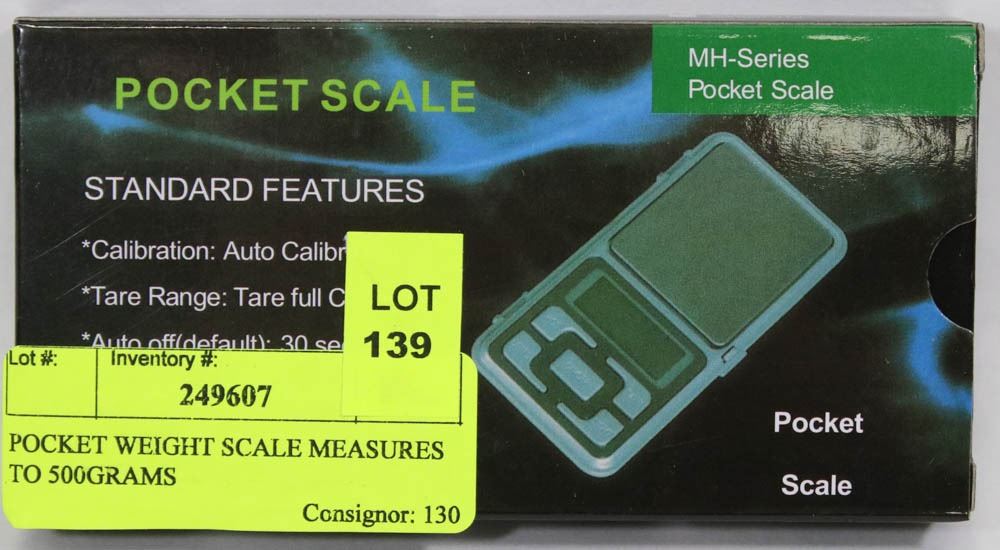 POCKET SCALE
MH-Series
Pocket Scale
STANDARD FEATURES
*Calibration: Auto
*Tare Range: Tare full
*Auto off(default): 30
LOT
139
Lot #:
Inventory #:
249607
POCKET WEIGHT SCALE MEASURES
TO 500GRAMS
Consignor: 130
Pocket
Scale